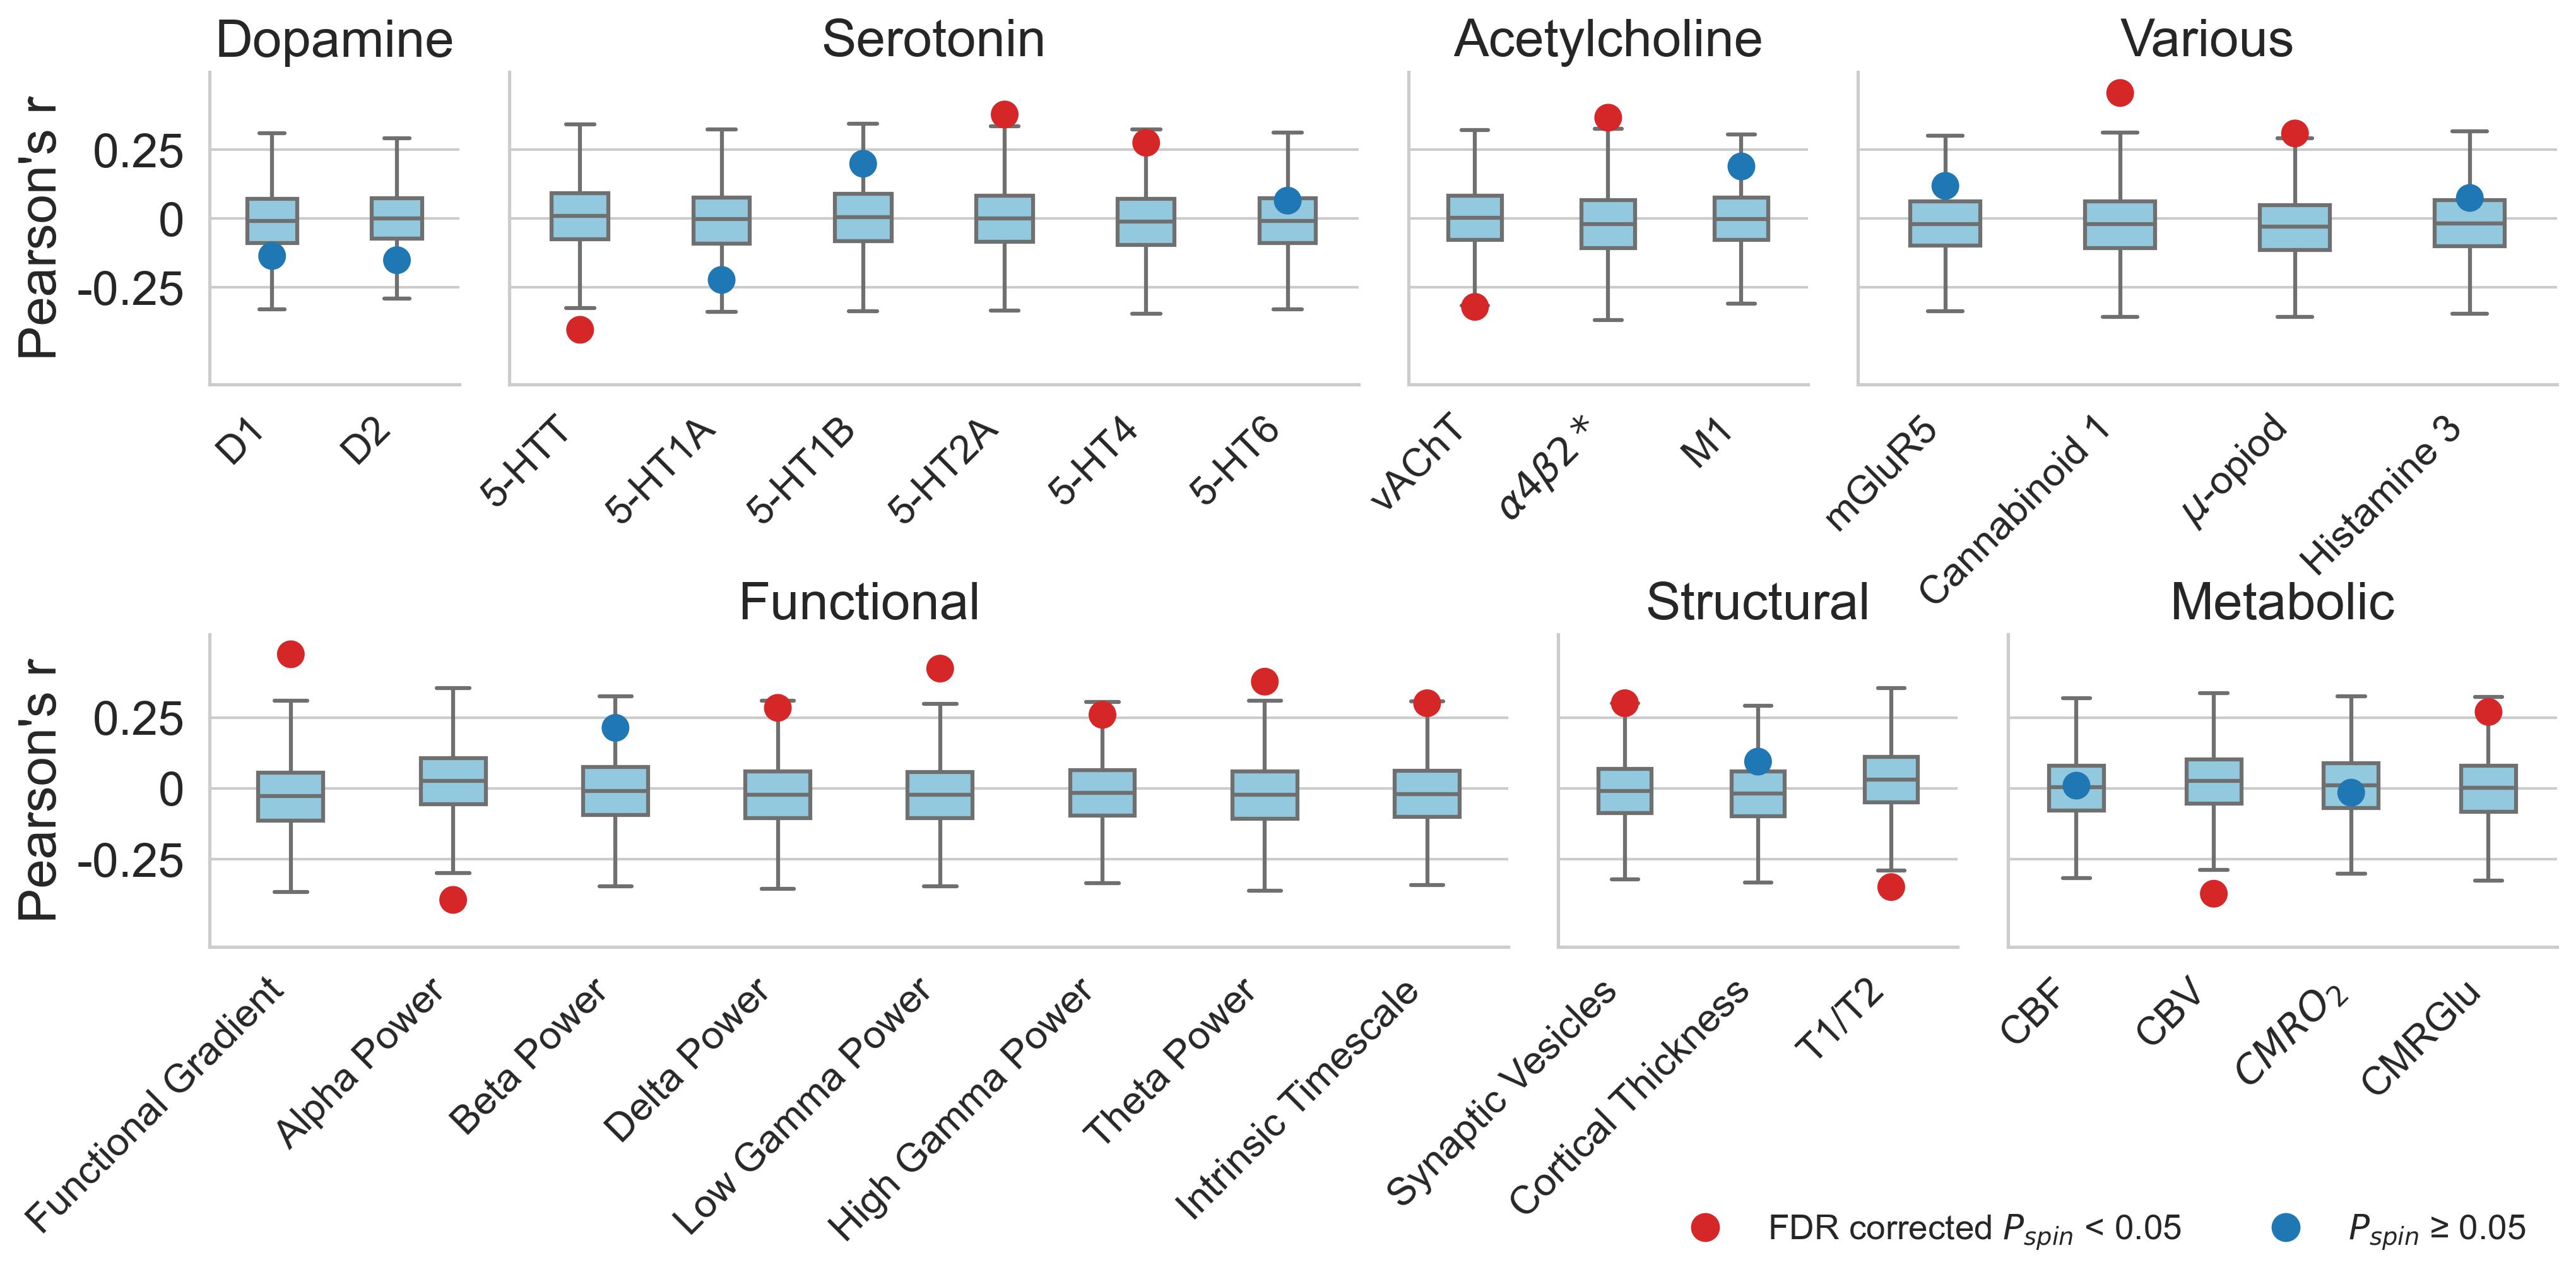 Dopamine
Serotonin
Acetylcholine
Various
Pearson's r
0.25
0
-0.25
D1
D2
5-HTT
5-HT1A
5-HT1B
5-HT2A
5-HT4
5-HT6
vAChT
α4β2*
M1
mGluR5
Cannabinoid 1
μ-opiod
Histamine 3
Functional
Structural
Metabolic
Pearson's r
0.25
0
-0.25
Functional Gradient
Alpha Power
Beta Power
Delta Power
Low Gamma Power
High Gamma Power
Theta Power
Intrinsic Timescale
Synaptic Vesicles
Cortical Thickness
T1/T2
CBF
CBV
CMRO₂
CMRGlu
FDR corrected P_spin < 0.05
P_spin ≥ 0.05